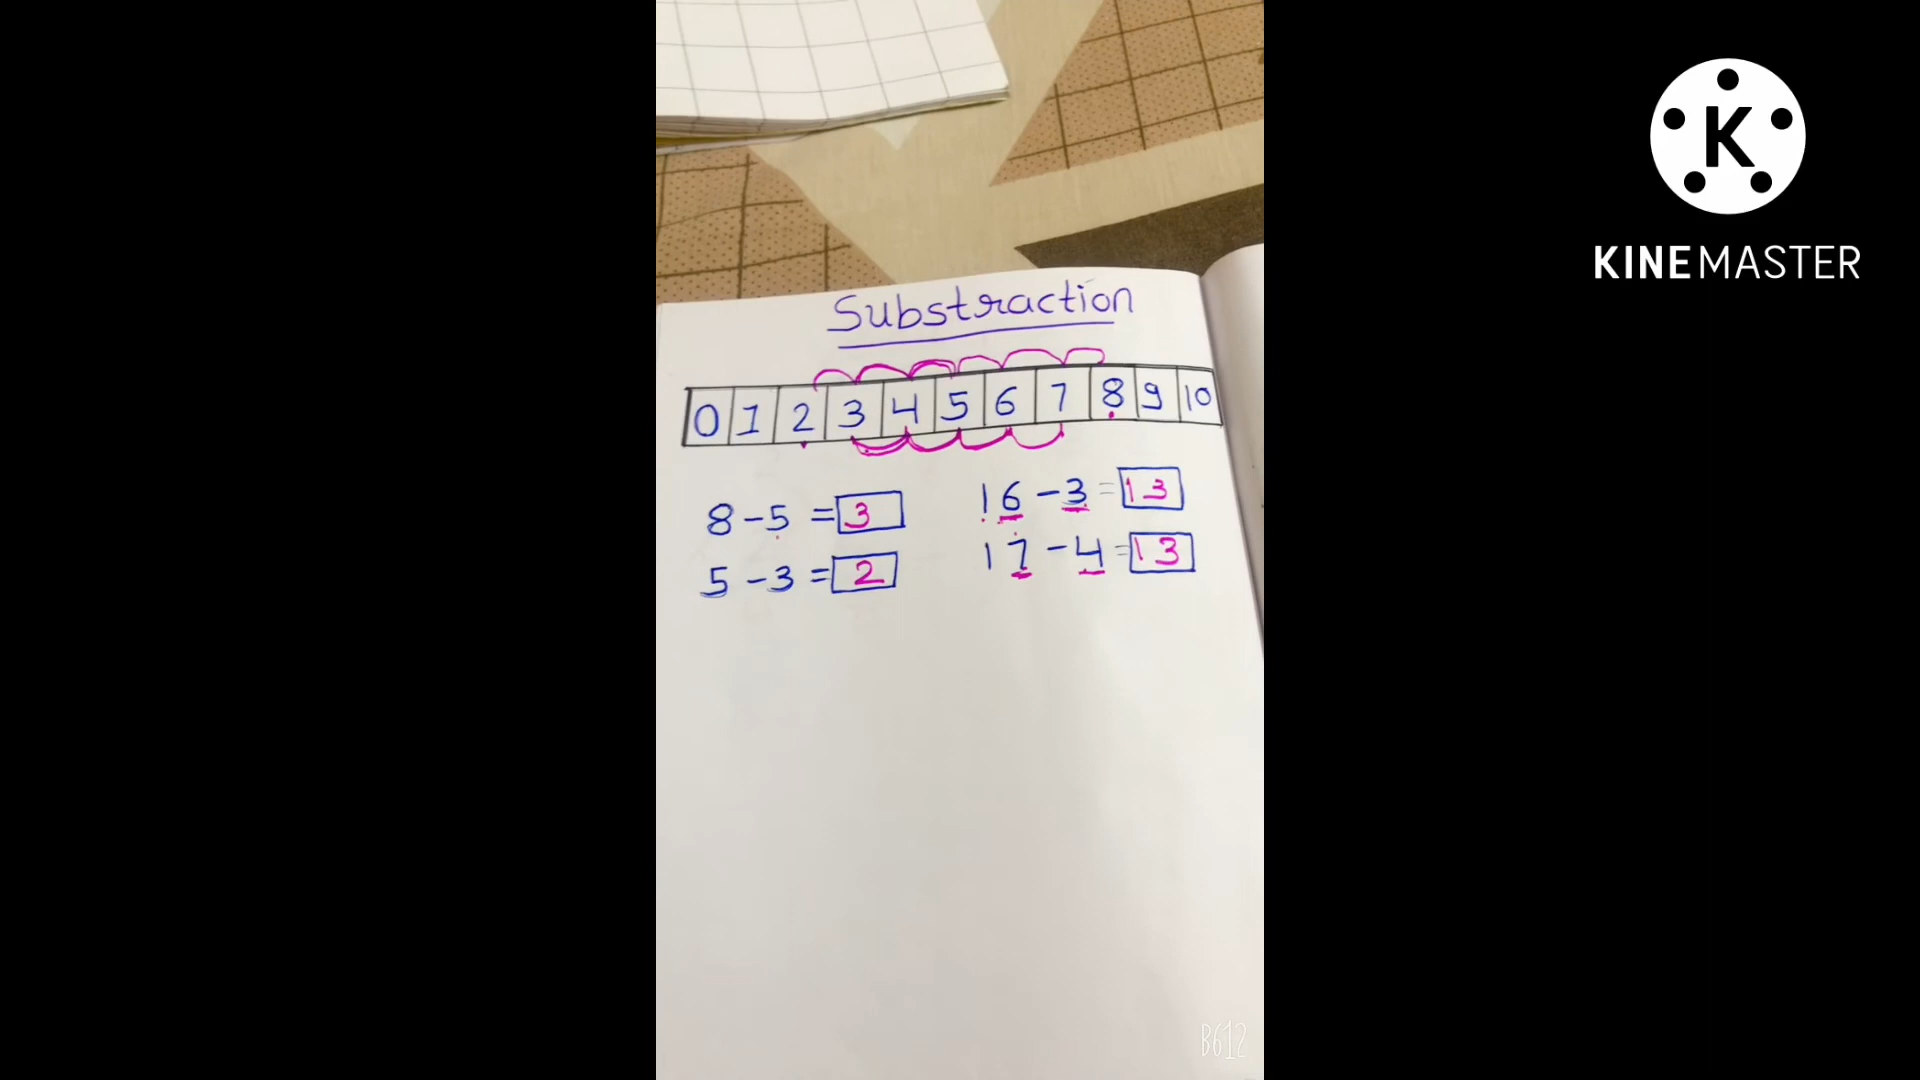 K
KINEMASTER
Substraction
0 1 2 3 4 5 6 7 8 9 10
8 - 5 = 3
16 - 3 = 13
5 - 3 = 2
17 - 4 = 13
B612